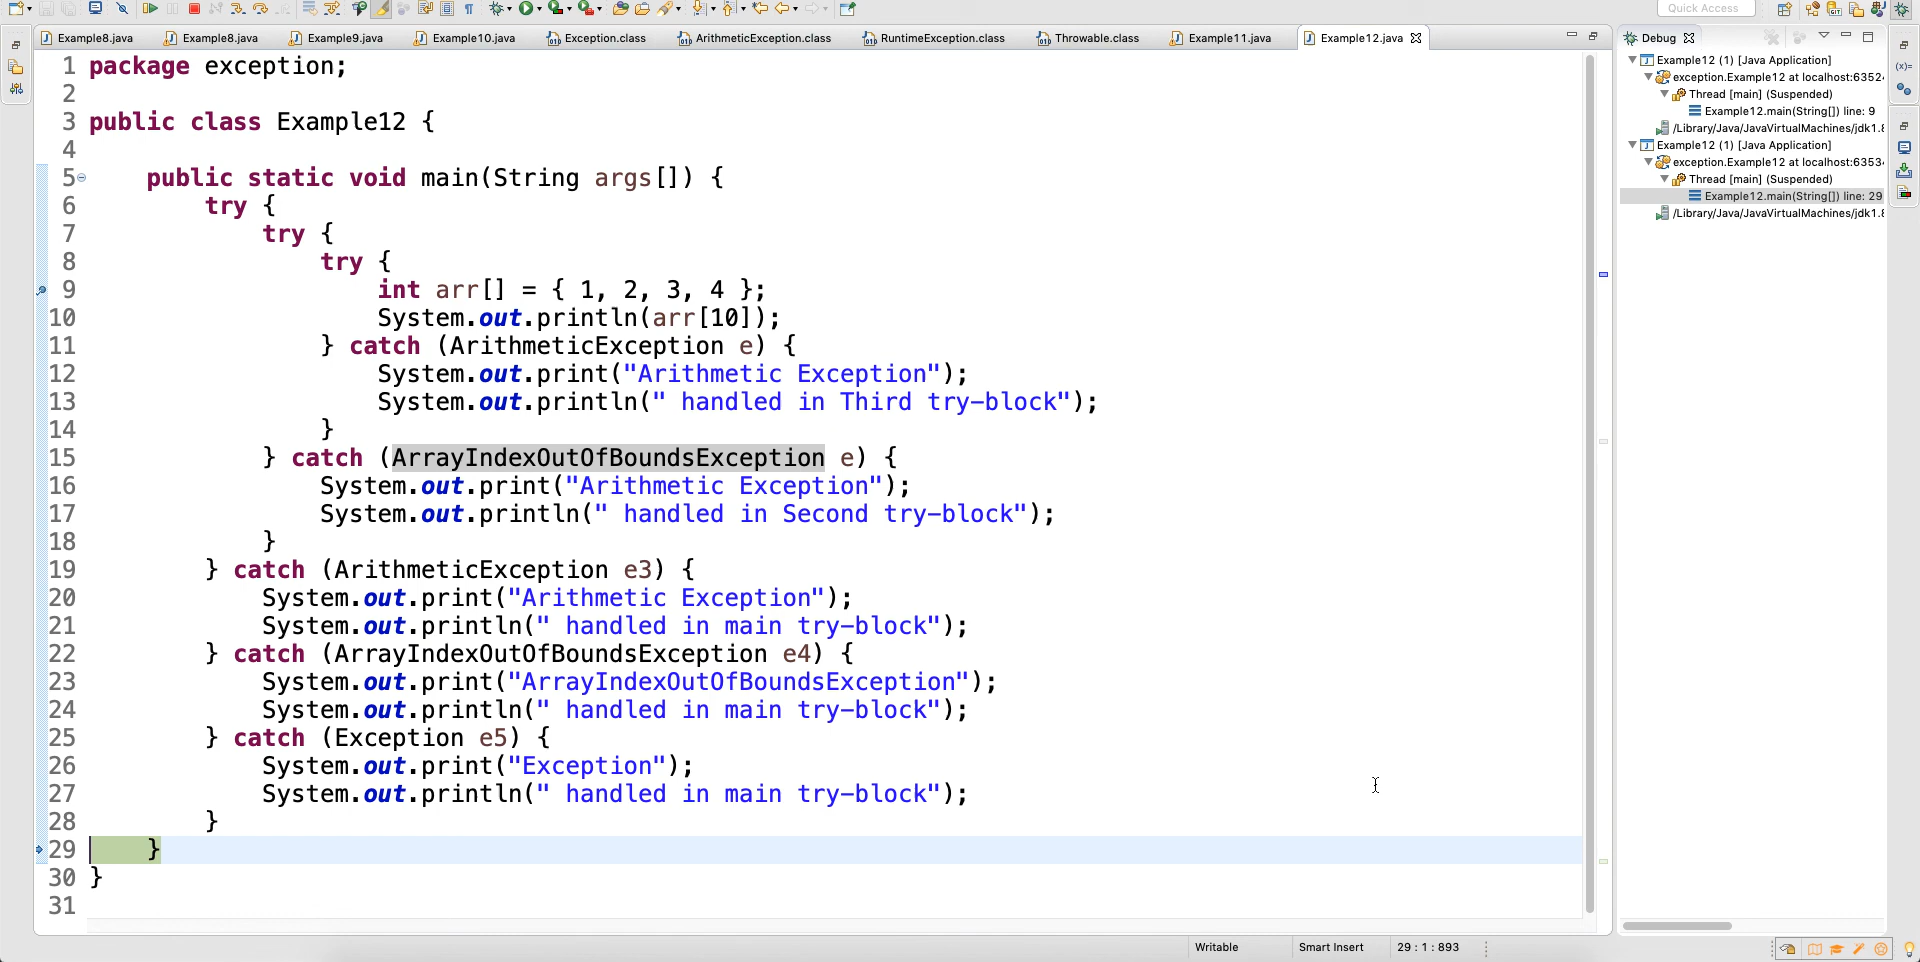 Quick Access
Example8.java
Example8.java
Example9.java
Example10.java
Exception.class
ArithmeticException.class
RuntimeException.class
Throwable.class
Example11.java
Example12.java
1 package exception;
2
3 public class Example12 {
4
5 public static void main(String args[]) {
6 try {
7 try {
8 try {
9 int arr[] = { 1, 2, 3, 4 };
10 System.out.println(arr[10]);
11 } catch (ArithmeticException e) {
12 System.out.print("Arithmetic Exception");
13 System.out.println(" handled in Third try-block");
14 }
15 } catch (ArrayIndexOutOfBoundsException e) {
16 System.out.print("Arithmetic Exception");
17 System.out.println(" handled in Second try-block");
18 }
19 } catch (ArithmeticException e3) {
20 System.out.print("Arithmetic Exception");
21 System.out.println(" handled in main try-block");
22 } catch (ArrayIndexOutOfBoundsException e4) {
23 System.out.print("ArrayIndexOutOfBoundsException");
24 System.out.println(" handled in main try-block");
25 } catch (Exception e5) {
26 System.out.print("Exception");
27 System.out.println(" handled in main try-block");
28 }
29 }
30 }
31
Debug
Example12 (1) [Java Application]
exception.Example12 at localhost:6352
Thread [main] (Suspended)
Example12.main(String[]) line: 9
/Library/Java/JavaVirtualMachines/jdk1.8
Example12 (1) [Java Application]
exception.Example12 at localhost:6353
Thread [main] (Suspended)
Example12.main(String[]) line: 29
/Library/Java/JavaVirtualMachines/jdk1.8
Writable
Smart Insert
29 : 1 : 893